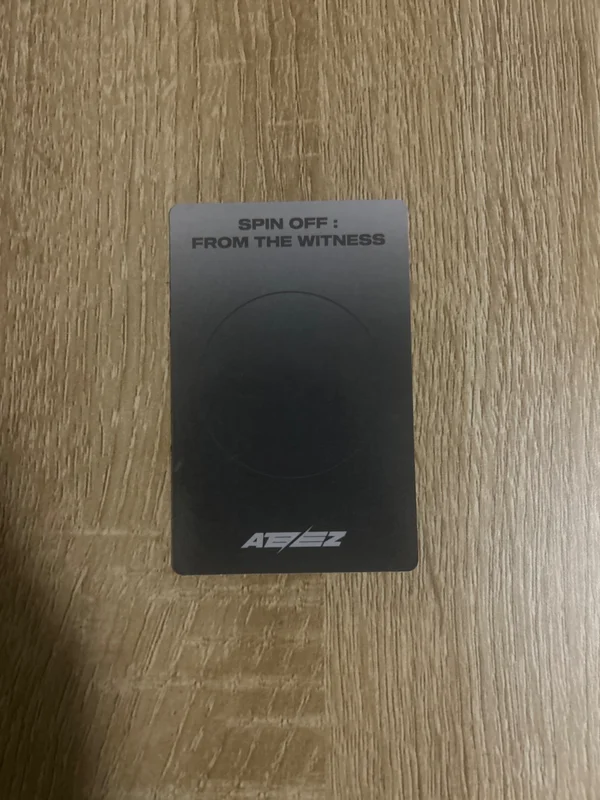 SPIN OFF :
FROM THE WITNESS
ATEEZ